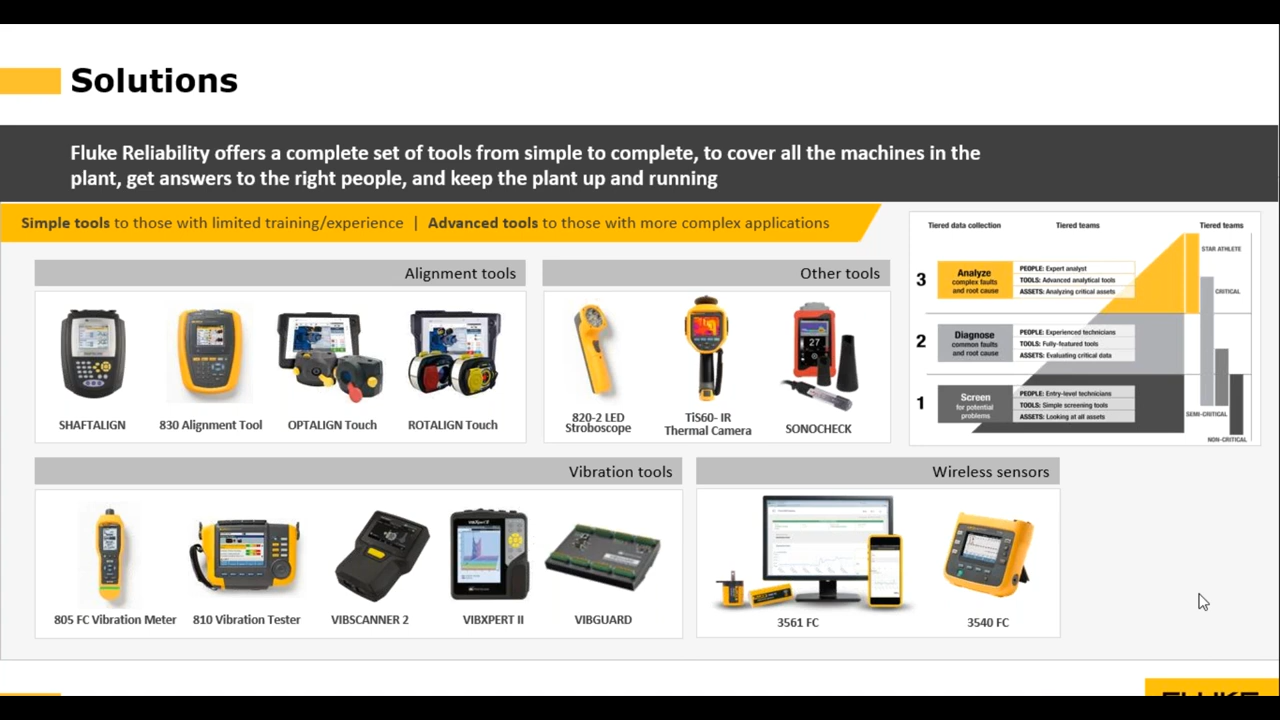 Solutions
Fluke Reliability offers a complete set of tools from simple to complete, to cover all the machines in the
plant, get answers to the right people, and keep the plant up and running
Simple tools to those with limited training/experience | Advanced tools to those with more complex applications
Tiered data collection
Tiered teams
Tiered teams
3
Analyze
complex faults
and root cause
PEOPLE: Expert analyst
TOOLS: Advanced analytical tools
ASSETS: Analyzing critical assets
STAR ATHLETE
CRITICAL
2
Diagnose
common faults
and root cause
PEOPLE: Experienced technicians
TOOLS: Fully-featured tools
ASSETS: Evaluating critical data
1
Screen
for potential
problems
PEOPLE: Entry-level technicians
TOOLS: Simple screening tools
ASSETS: Looking at all assets
SEMI-CRITICAL
NON-CRITICAL
Alignment tools
SHAFTALIGN
830 Alignment Tool
OPTALIGN Touch
ROTALIGN Touch
Other tools
27
820-2 LED
Stroboscope
TiS60- IR
Thermal Camera
SONOCHECK
Vibration tools
805 FC Vibration Meter
810 Vibration Tester
VIBSCANNER 2
VIBXPERT II
VIBGUARD
Wireless sensors
3561 FC
3540 FC
FLUKE